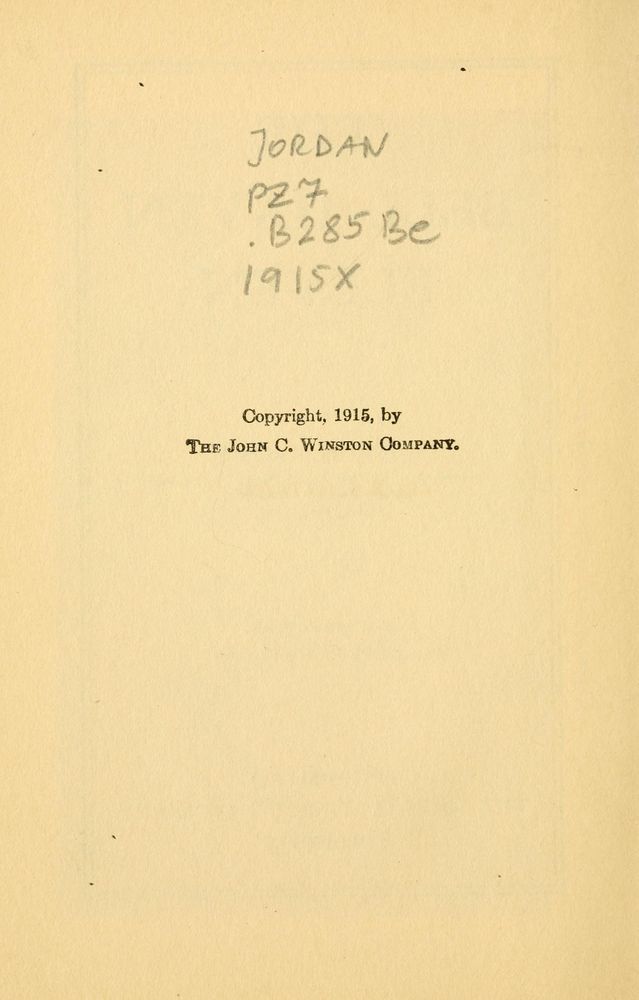 JORDAN
PZ7
.B285 Be
1915X
Copyright, 1915, by
THE JOHN C. WINSTON COMPANY.